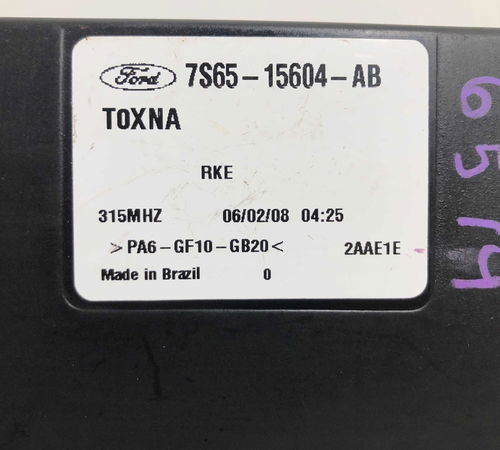 Ford 7S65-15604-AB
TOXNA
RKE
315MHZ 06/02/08 04:25
>PA6-GF10-GB20< 2AAE1E
Made in Brazil 0
6514